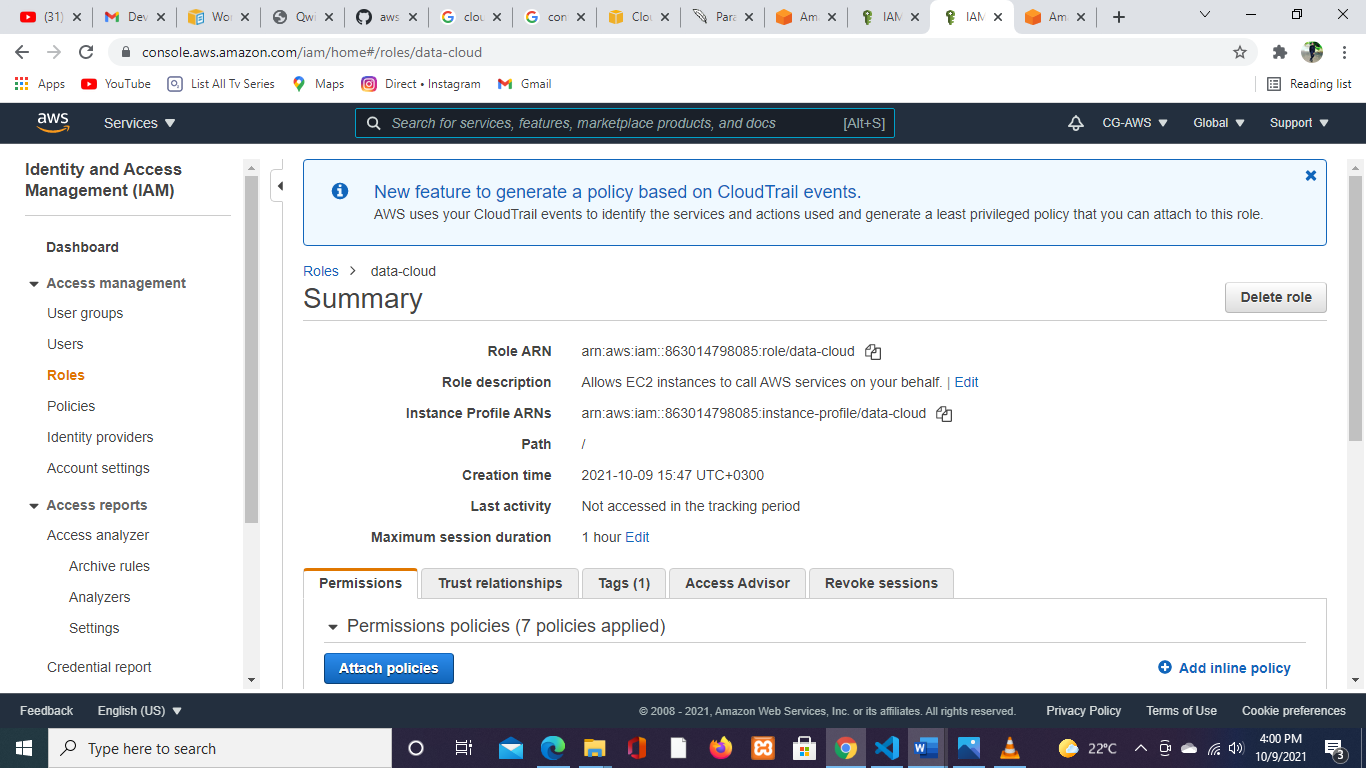 (31)
Dev
Wor
Qwi
aws
clou
con
Clou
Para
Am
IAM
IAM
Ama
console.aws.amazon.com/iam/home#/roles/data-cloud
Apps YouTube List All Tv Series Maps Direct • Instagram Gmail Reading list
aws Services Search for services, features, marketplace products, and docs [Alt+S] CG-AWS Global Support
Identity and Access
Management (IAM)
Dashboard
Access management
User groups
Users
Roles
Policies
Identity providers
Account settings
Access reports
Access analyzer
Archive rules
Analyzers
Settings
Credential report
New feature to generate a policy based on CloudTrail events.
AWS uses your CloudTrail events to identify the services and actions used and generate a least privileged policy that you can attach to this role.
Roles > data-cloud
Summary
Delete role
Role ARN arn:aws:iam::863014798085:role/data-cloud
Role description Allows EC2 instances to call AWS services on your behalf. | Edit
Instance Profile ARNs arn:aws:iam::863014798085:instance-profile/data-cloud
Path /
Creation time 2021-10-09 15:47 UTC+0300
Last activity Not accessed in the tracking period
Maximum session duration 1 hour Edit
Permissions Trust relationships Tags (1) Access Advisor Revoke sessions
Permissions policies (7 policies applied)
Attach policies Add inline policy
Feedback English (US) © 2008 - 2021, Amazon Web Services, Inc. or its affiliates. All rights reserved. Privacy Policy Terms of Use Cookie preferences
Type here to search 22°C 4:00 PM
10/9/2021 3